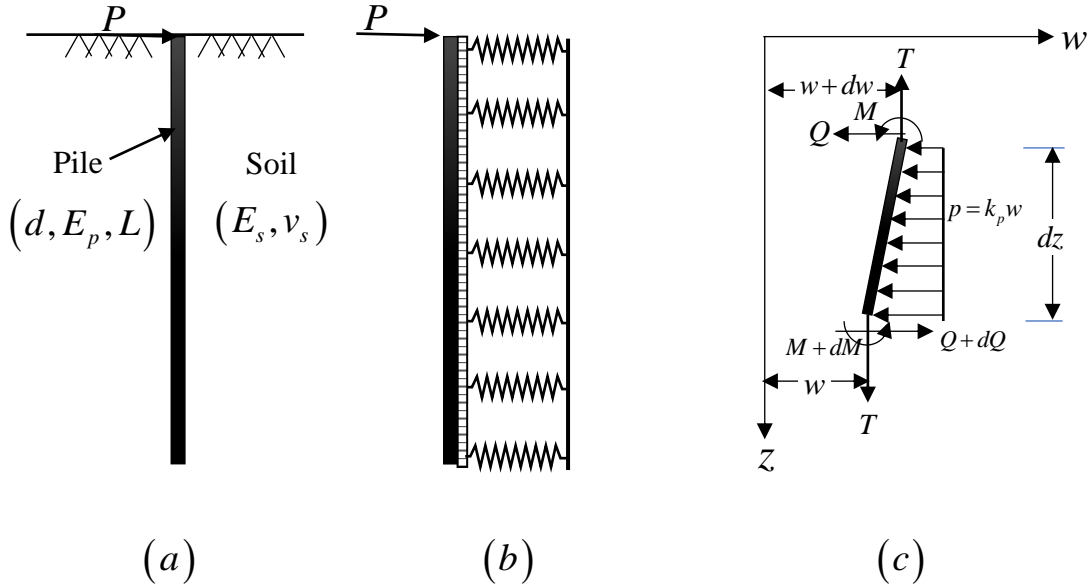 P
Pile
(d, E_p, L)
Soil
(E_s, v_s)
(a)
P
(b)
w
T
w + dw
M
Q
p = k_p w
dz
M + dM
Q + dQ
w
T
z
(c)